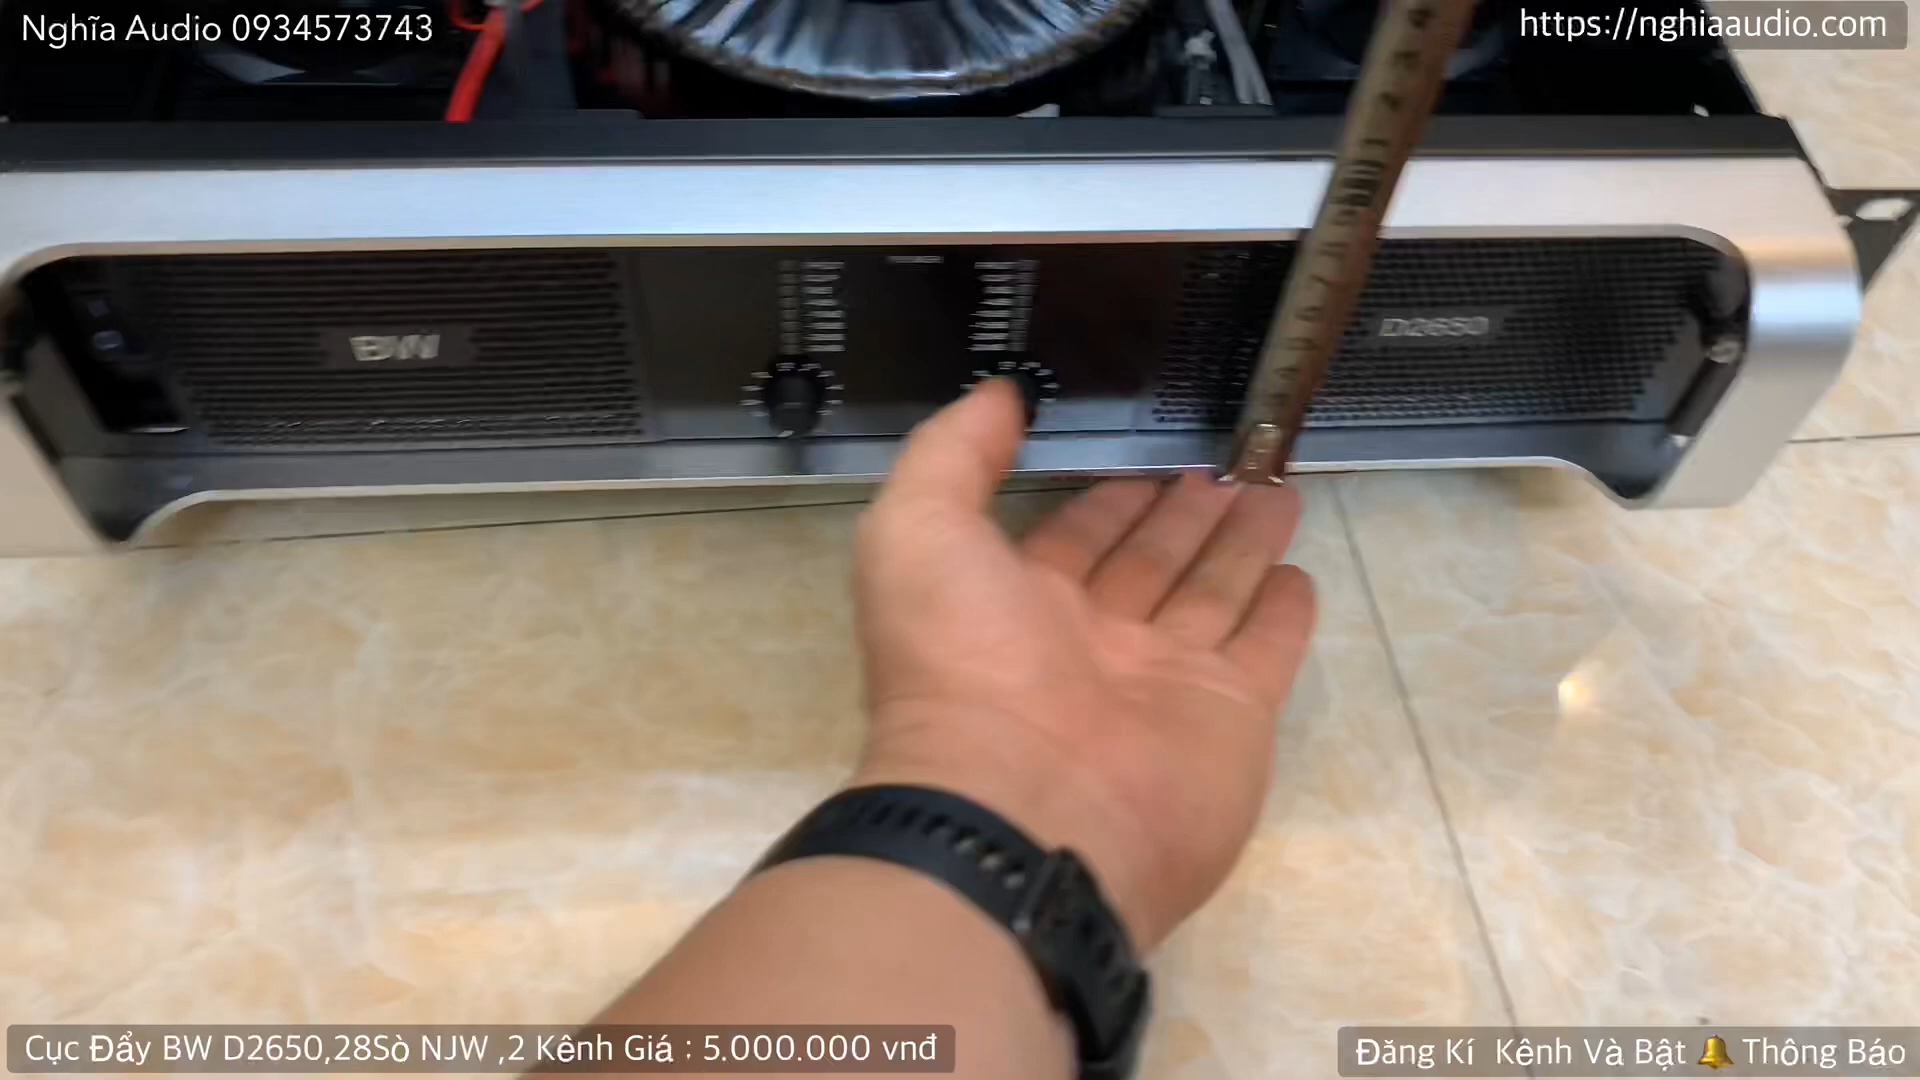 Nghĩa Audio 0934573743
https://nghiaaudio.com
BW
D2650
Cục Đẩy BW D2650,28Sò NJW ,2 Kênh Giá : 5.000.000 vnđ
Đăng Kí Kênh Và Bật 🔔 Thông Báo